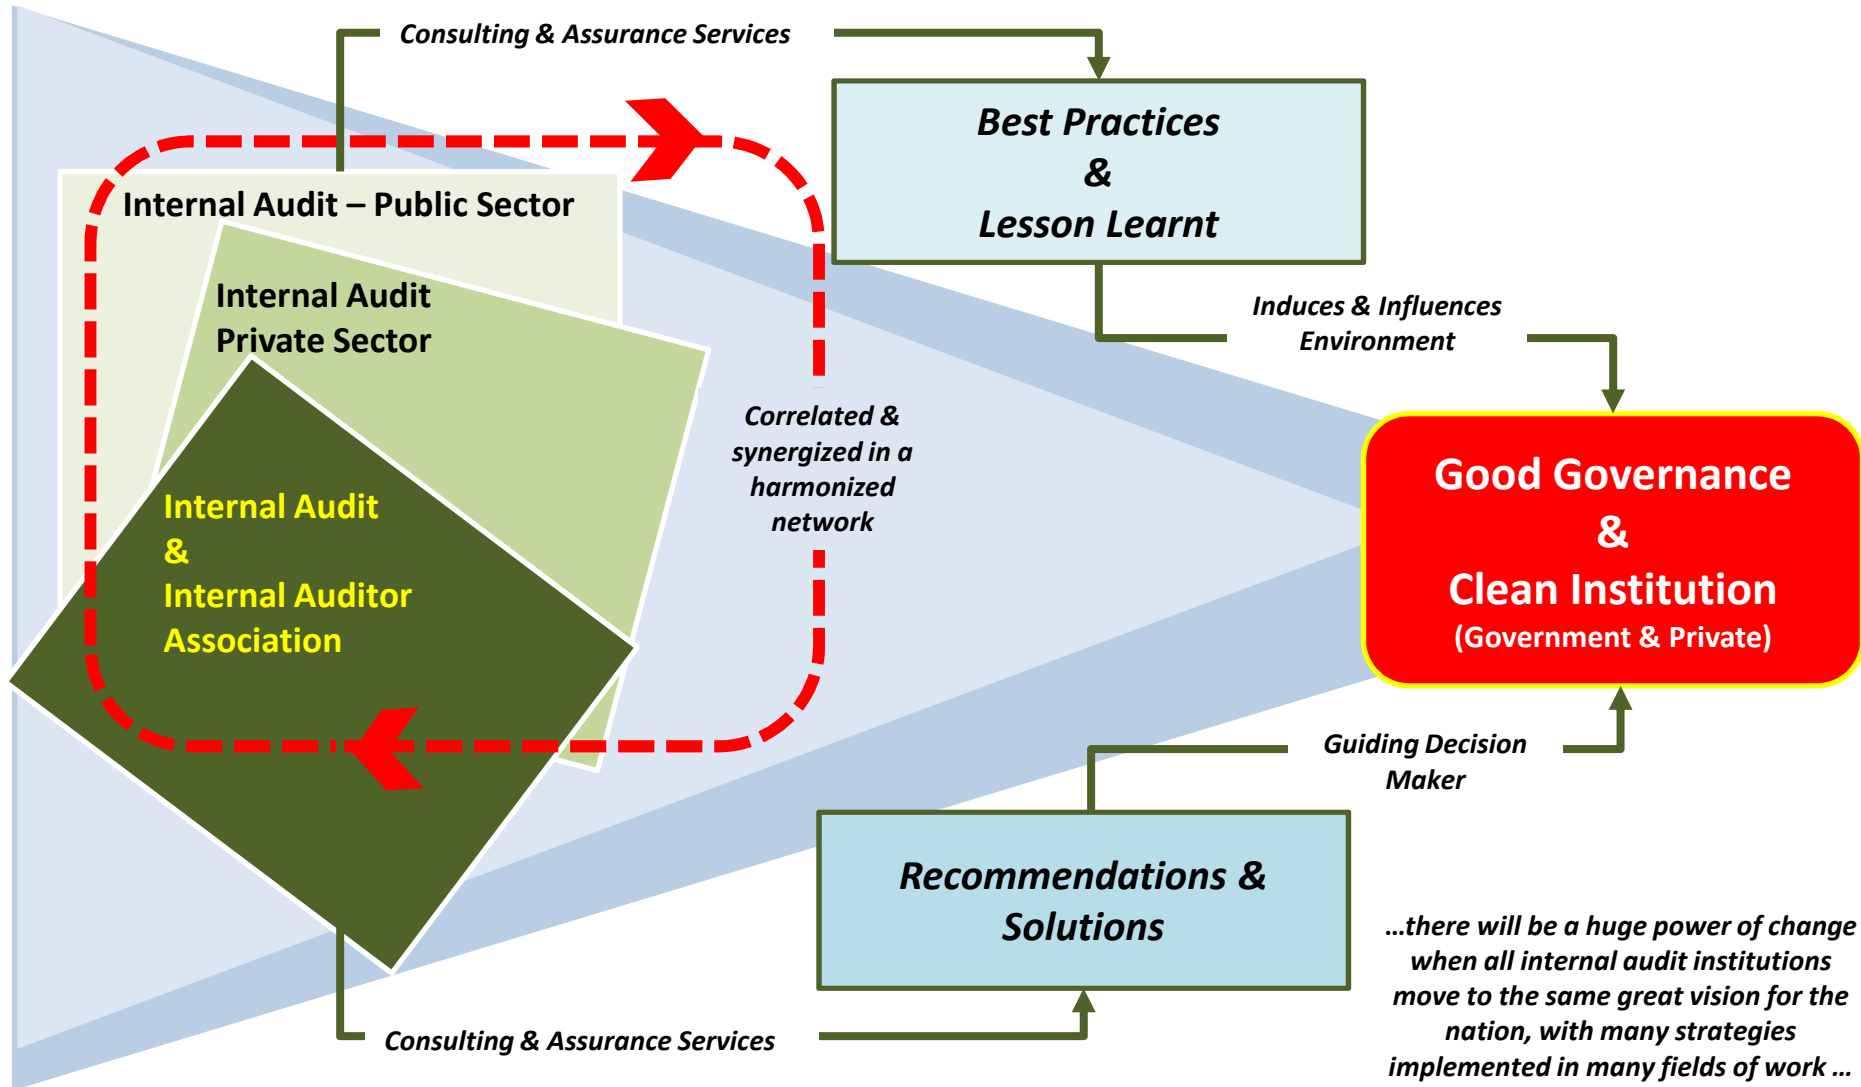 Consulting & Assurance Services
Best Practices
&
Lesson Learnt
Internal Audit – Public Sector
Internal Audit
Private Sector
Induces & Influences
Environment
Correlated &
synergized in a
harmonized
network
Internal Audit
&
Internal Auditor
Association
Good Governance
&
Clean Institution
(Government & Private)
Guiding Decision
Maker
Recommendations &
Solutions
Consulting & Assurance Services
...there will be a huge power of change
when all internal audit institutions
move to the same great vision for the
nation, with many strategies
implemented in many fields of work ...